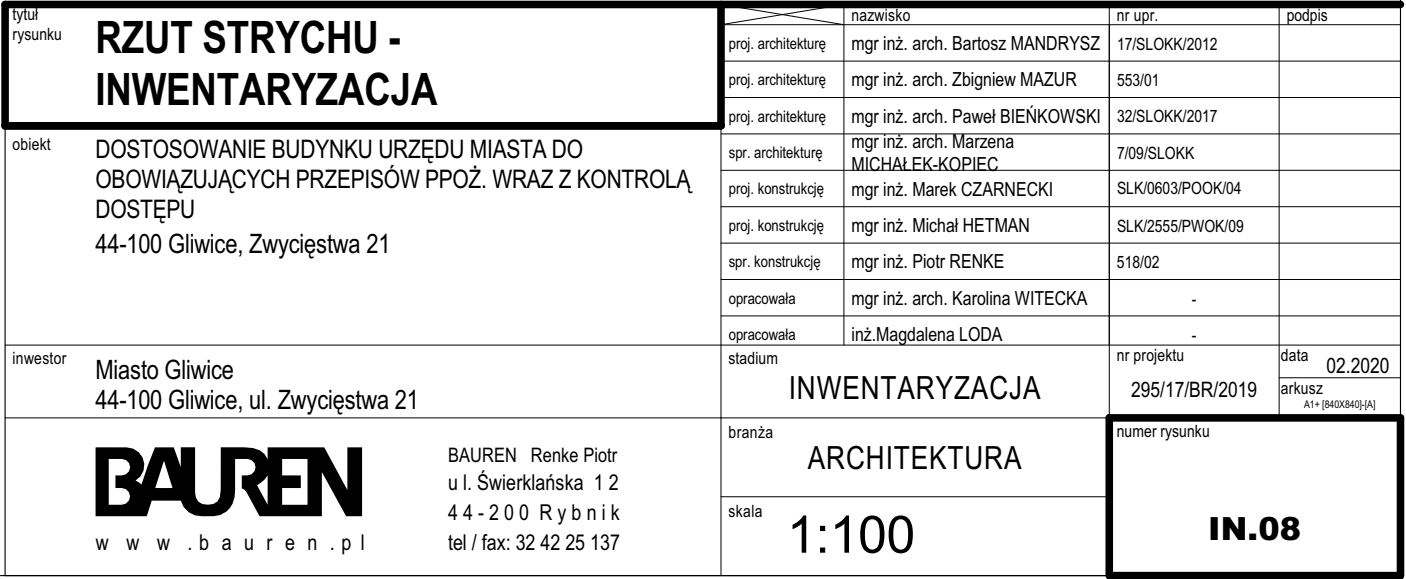 tytuł
rysunku
RZUT STRYCHU -
INWENTARYZACJA
obiekt
DOSTOSOWANIE BUDYNKU URZĘDU MIASTA DO
OBOWIĄZUJĄCYCH PRZEPISÓW PPOŻ. WRAZ Z KONTROLĄ
DOSTĘPU
44-100 Gliwice, Zwycięstwa 21
inwestor
Miasto Gliwice
44-100 Gliwice, ul. Zwycięstwa 21
BAUREN
www.bauren.pl
BAUREN Renke Piotr
ul. Świerklańska 12
44-200 Rybnik
tel / fax: 32 42 25 137
nazwisko nr upr. podpis
proj. architekturę mgr inż. arch. Bartosz MANDRYSZ 17/SLOKK/2012
proj. architekturę mgr inż. arch. Zbigniew MAZUR 553/01
proj. architekturę mgr inż. arch. Paweł BIEŃKOWSKI 32/SLOKK/2017
spr. architekturę mgr inż. arch. Marzena
MICHAŁEK-KOPIEC 7/09/SLOKK
proj. konstrukcję mgr inż. Marek CZARNECKI SLK/0603/POOK/04
proj. konstrukcję mgr inż. Michał HETMAN SLK/2555/PWOK/09
spr. konstrukcję mgr inż. Piotr RENKE 518/02
opracowała mgr inż. arch. Karolina WITECKA -
opracowała inż.Magdalena LODA -
stadium
INWENTARYZACJA
nr projektu
295/17/BR/2019
data 02.2020
arkusz
A1+ [840X840]-[A]
branża
ARCHITEKTURA
skala
1:100
numer rysunku
IN.08